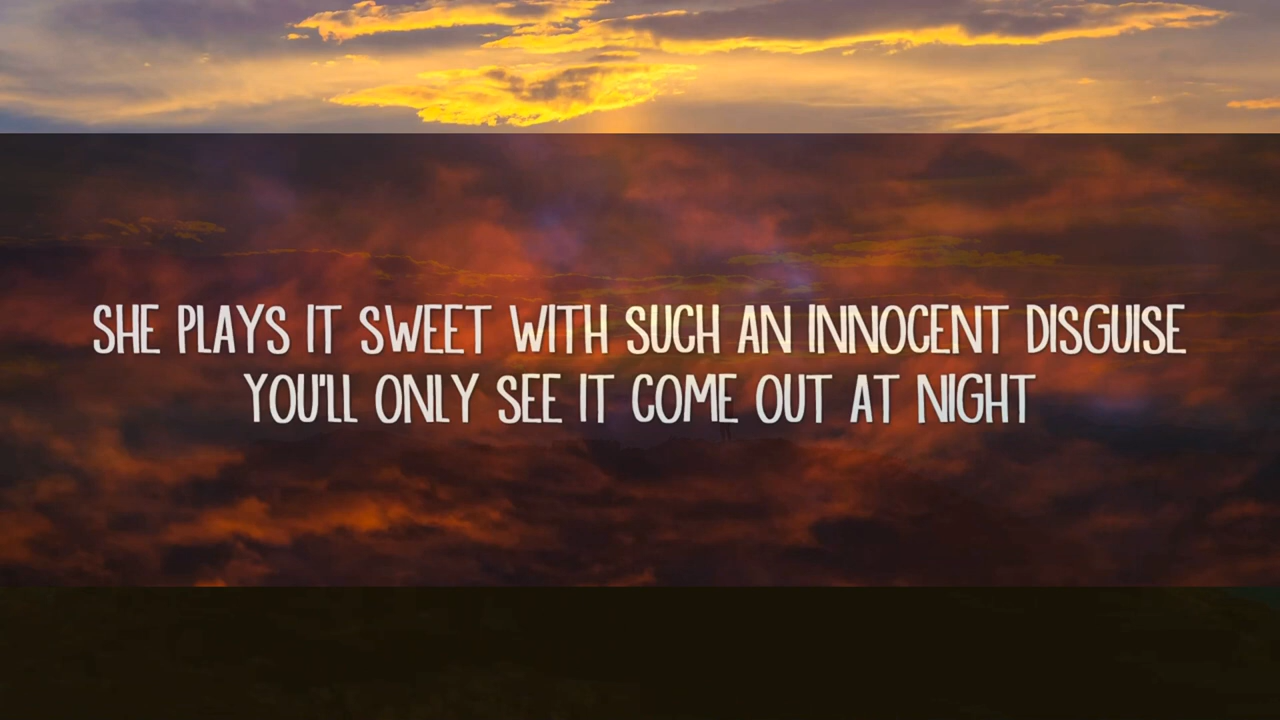 SHE PLAYS IT SWEET WITH SUCH AN INNOCENT DISGUISE
YOU'LL ONLY SEE IT COME OUT AT NIGHT